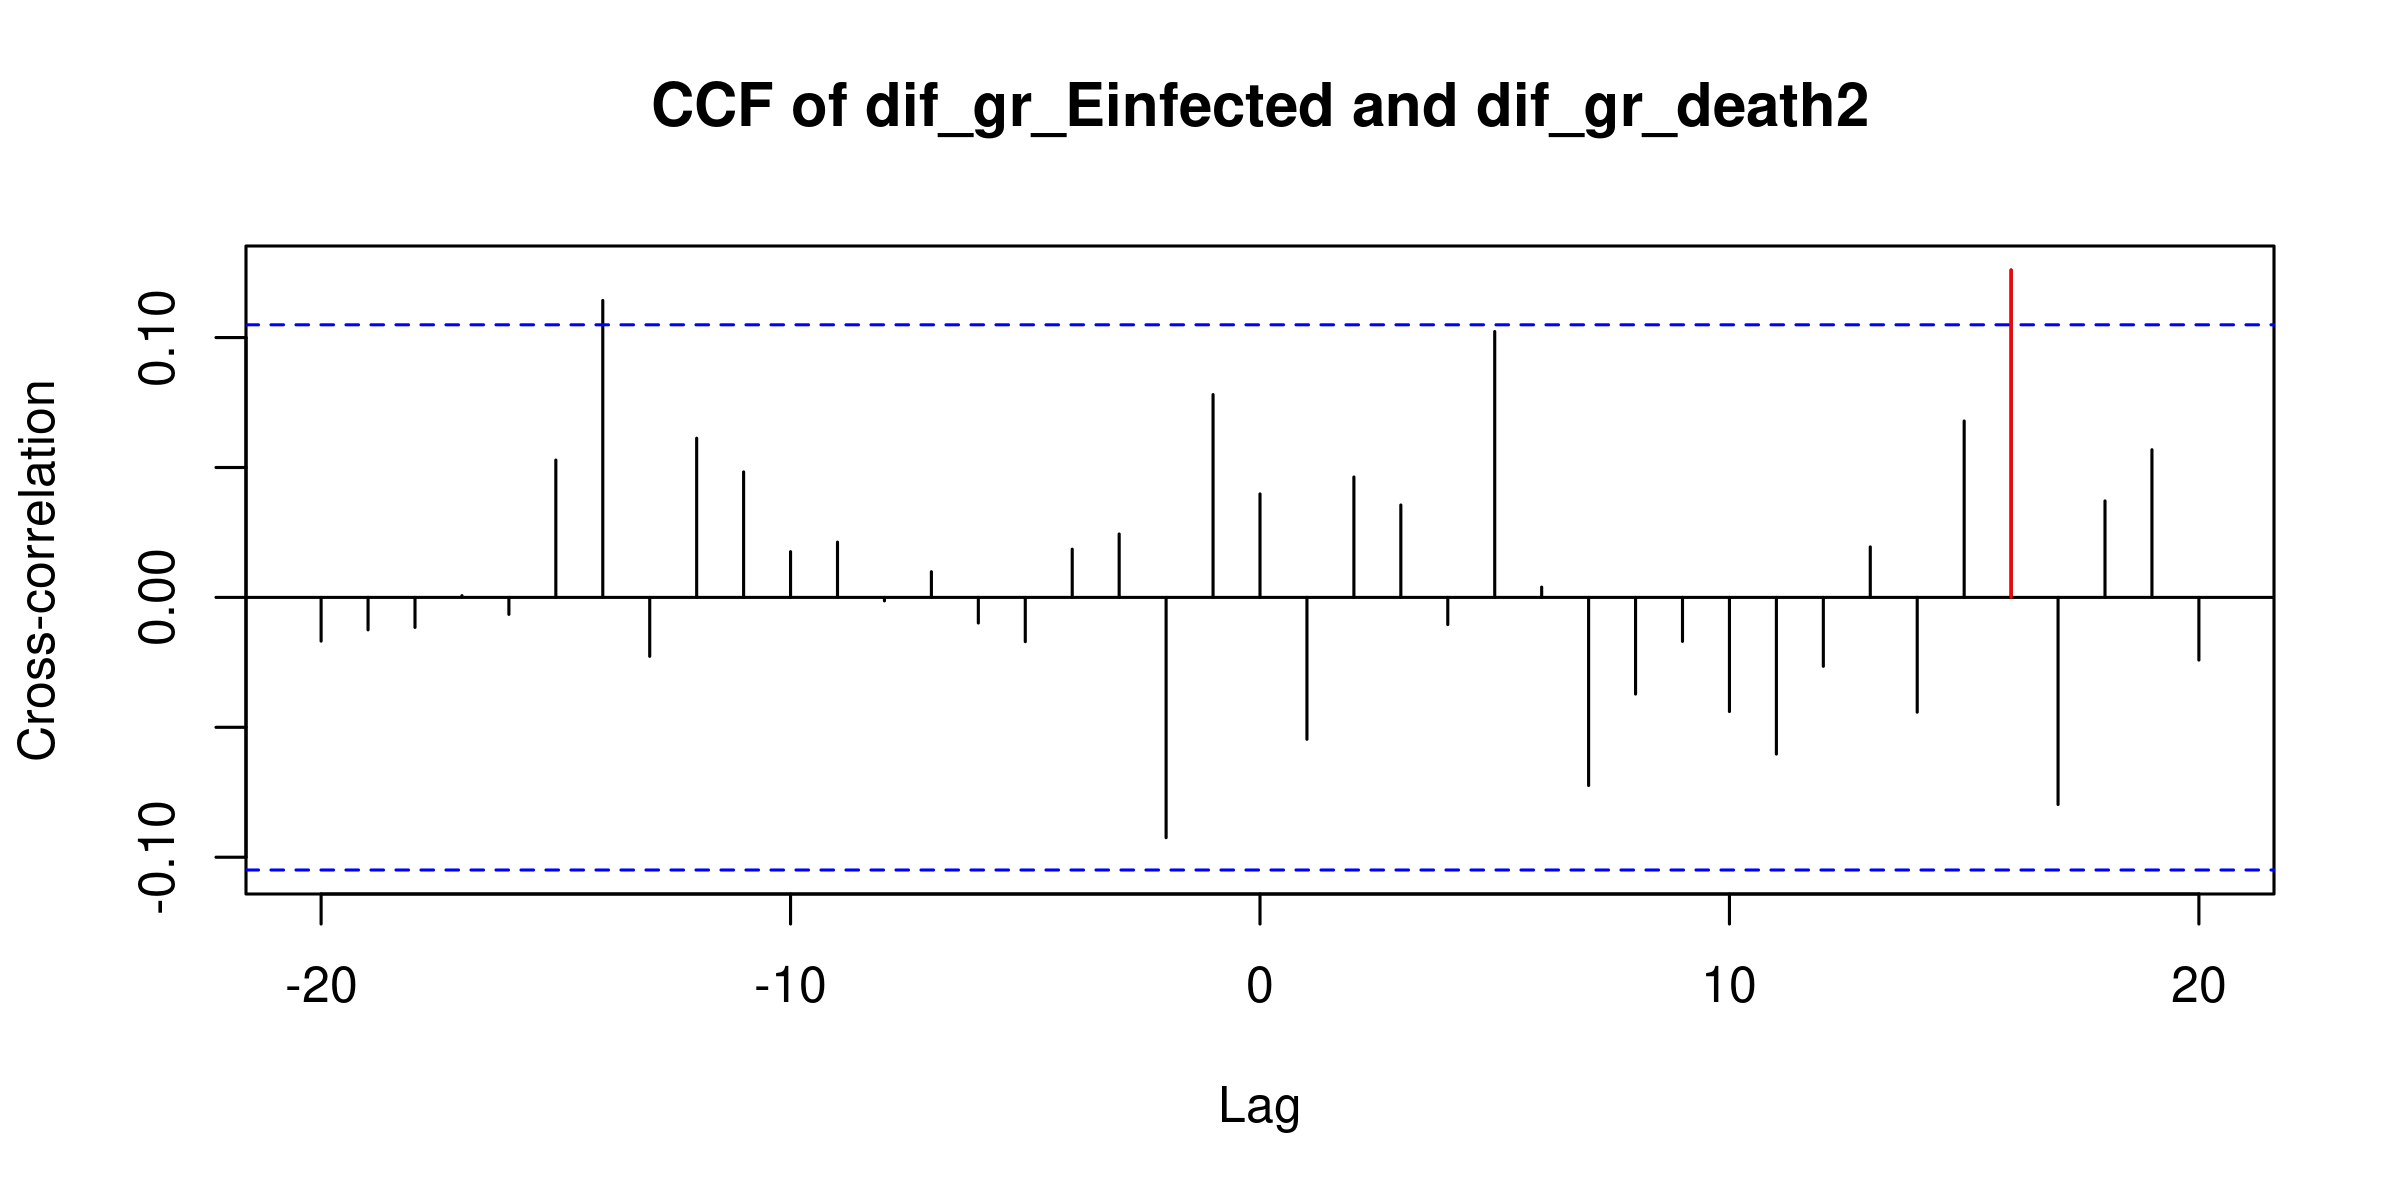 CCF of dif_gr_Einfected and dif_gr_death2
Cross-correlation
0.10
0.00
-0.10
-20
-10
0
10
20
Lag